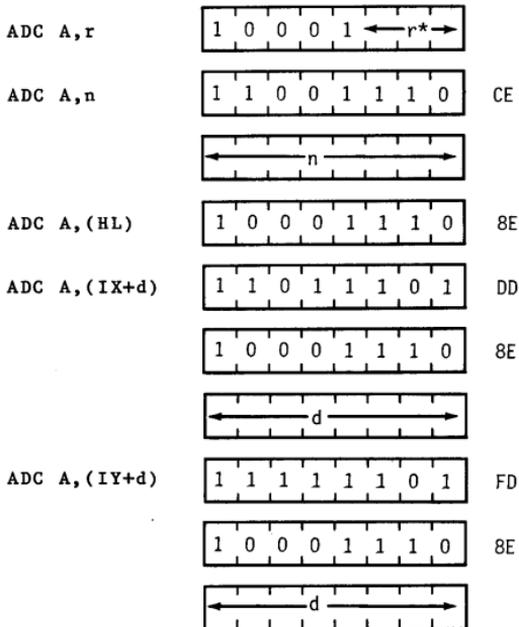 ADC A,r 1 0 0 0 1 r*
ADC A,n 1 1 0 0 1 1 1 0 CE
n
ADC A,(HL) 1 0 0 0 1 1 1 0 8E
ADC A,(IX+d) 1 1 0 1 1 1 0 1 DD
1 0 0 0 1 1 1 0 8E
d
ADC A,(IY+d) 1 1 1 1 1 1 0 1 FD
1 0 0 0 1 1 1 0 8E
d